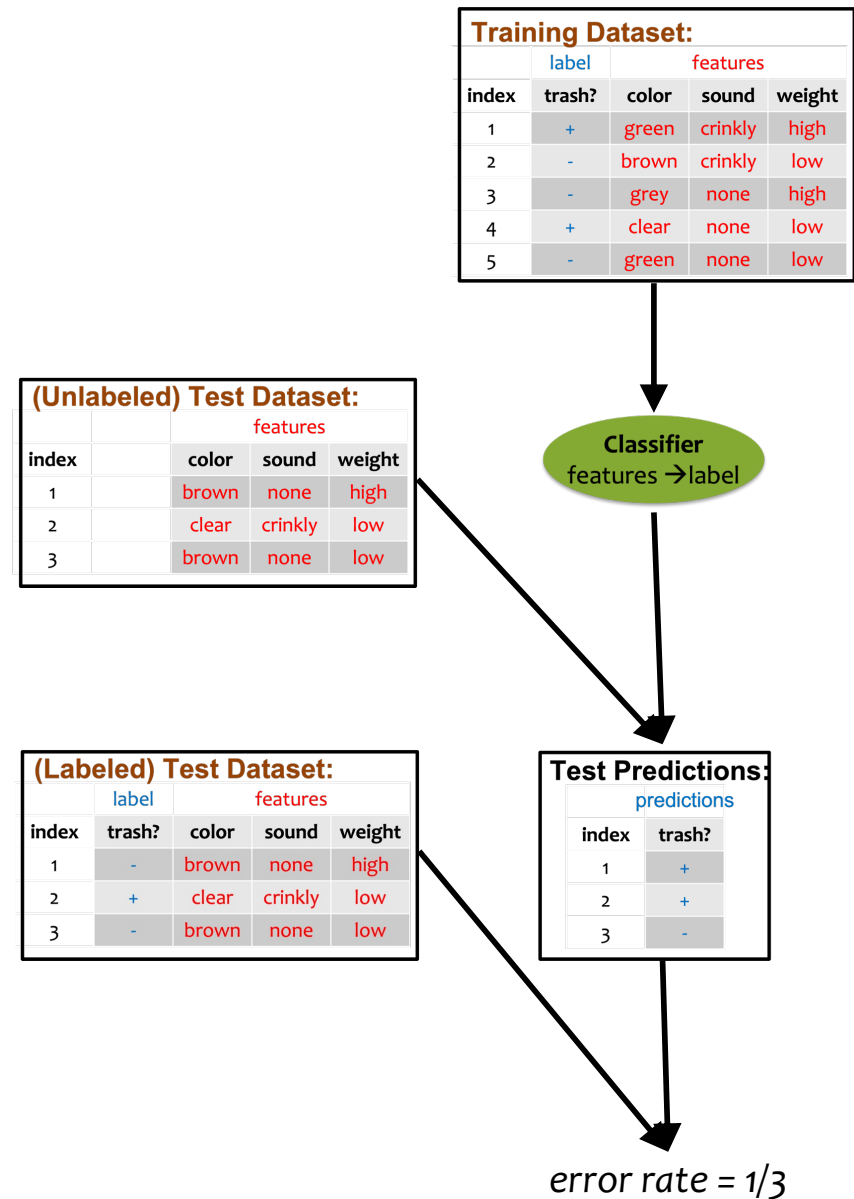 Training Dataset:
label features
index trash? color sound weight
1 + green crinkly high
2 - brown crinkly low
3 - grey none high
4 + clear none low
5 - green none low
(Unlabeled) Test Dataset:
features
index color sound weight
1 brown none high
2 clear crinkly low
3 brown none low
Classifier
features →label
(Labeled) Test Dataset:
label features
index trash? color sound weight
1 - brown none high
2 + clear crinkly low
3 - brown none low
Test Predictions:
predictions
index trash?
1 +
2 +
3 -
error rate = 1/3